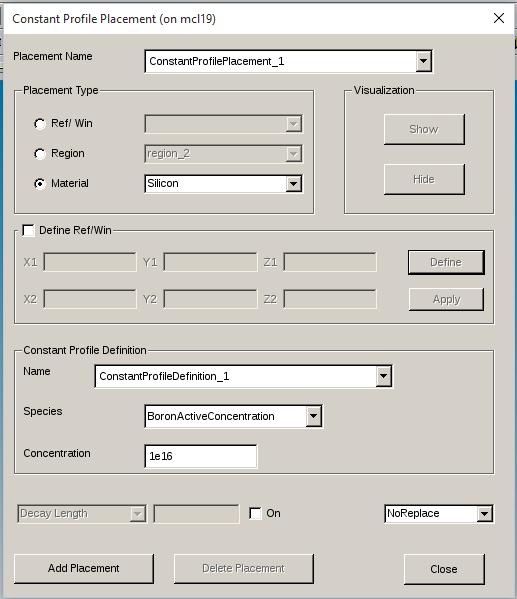 Constant Profile Placement (on mcl19)
Placement Name
ConstantProfilePlacement_1
Placement Type
Visualization
Ref/ Win
Show
Region
region_2
Material
Silicon
Hide
Define Ref/Win
X1
Y1
Z1
Define
X2
Y2
Z2
Apply
Constant Profile Definition
Name
ConstantProfileDefinition_1
Species
BoronActiveConcentration
Concentration
1e16
Decay Length
On
NoReplace
Add Placement
Delete Placement
Close